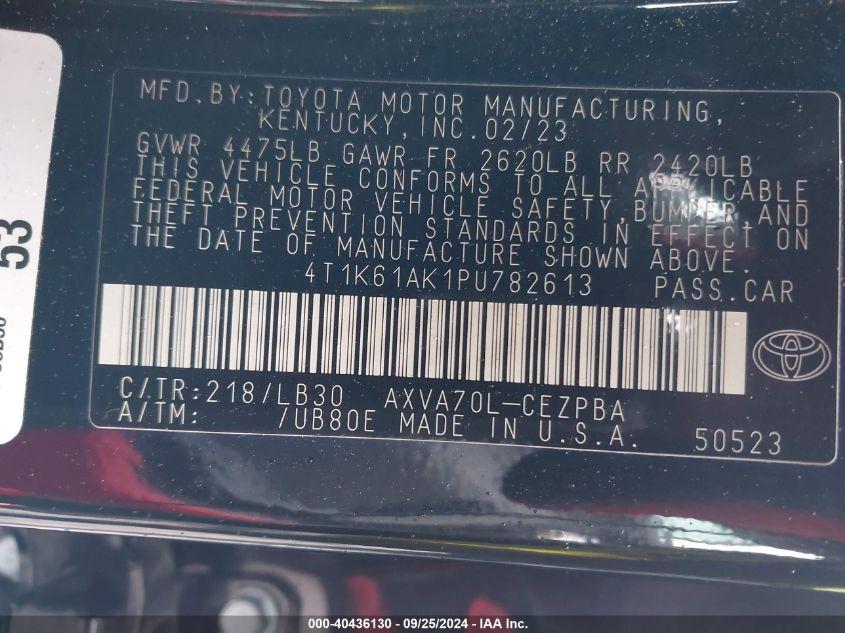 MFD.BY:TOYOTA MOTOR MANUFACTURING,
KENTUCKY,INC.02/23
GVWR 4475LB GAWR FR 2620LB RR 2420LB
THIS VEHICLE CONFORMS TO ALL APPLICABLE
FEDERAL MOTOR VEHICLE SAFETY,BUMPER AND
THEFT PREVENTION STANDARDS IN EFFECT ON
THE DATE OF MANUFACTURE SHOWN ABOVE.
4T1K61AK1PU782613 PASS.CAR
C/TR:218/LB30 AXVA70L-CEZPBA
A/TM: /UB80E MADE IN U.S.A. 50523
53
000-40436130 - 09/25/2024 - IAA Inc.